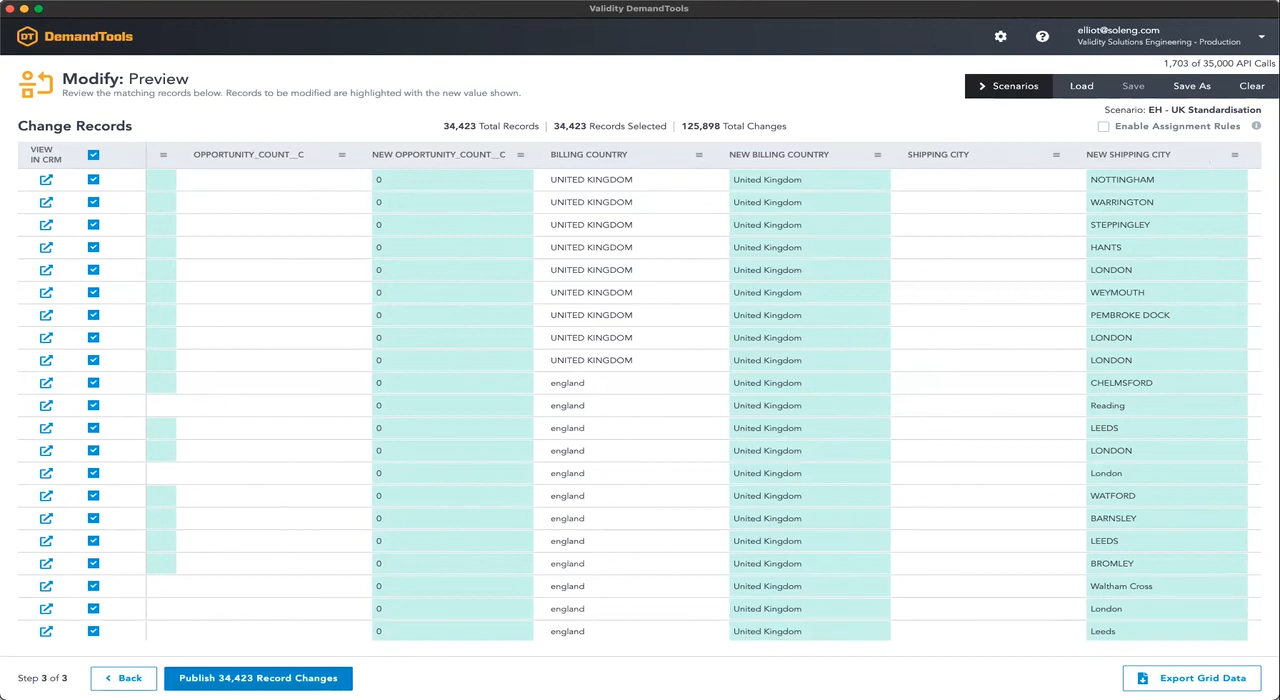 Validity DemandTools
DT DemandTools
elliot@soleng.com
Validity Solutions Engineering - Production
1,703 of 35,000 API Calls
Modify: Preview
Review the matching records below. Records to be modified are highlighted with the new value shown.
Scenarios Load Save Save As Clear
Scenario: EH - UK Standardisation
Change Records
34,423 Total Records | 34,423 Records Selected | 125,898 Total Changes
Enable Assignment Rules
VIEW IN CRM OPPORTUNITY_COUNT__C NEW OPPORTUNITY_COUNT__C BILLING COUNTRY NEW BILLING COUNTRY SHIPPING CITY NEW SHIPPING CITY
0 UNITED KINGDOM United Kingdom NOTTINGHAM
0 UNITED KINGDOM United Kingdom WARRINGTON
0 UNITED KINGDOM United Kingdom STEPPINGLEY
0 UNITED KINGDOM United Kingdom HANTS
0 UNITED KINGDOM United Kingdom LONDON
0 UNITED KINGDOM United Kingdom WEYMOUTH
0 UNITED KINGDOM United Kingdom PEMBROKE DOCK
0 UNITED KINGDOM United Kingdom LONDON
0 UNITED KINGDOM United Kingdom LONDON
0 england United Kingdom CHELMSFORD
0 england United Kingdom Reading
0 england United Kingdom LEEDS
0 england United Kingdom LONDON
0 england United Kingdom London
0 england United Kingdom WATFORD
0 england United Kingdom BARNSLEY
0 england United Kingdom LEEDS
0 england United Kingdom BROMLEY
0 england United Kingdom Waltham Cross
0 england United Kingdom London
0 england United Kingdom Leeds
Step 3 of 3 Back Publish 34,423 Record Changes Export Grid Data